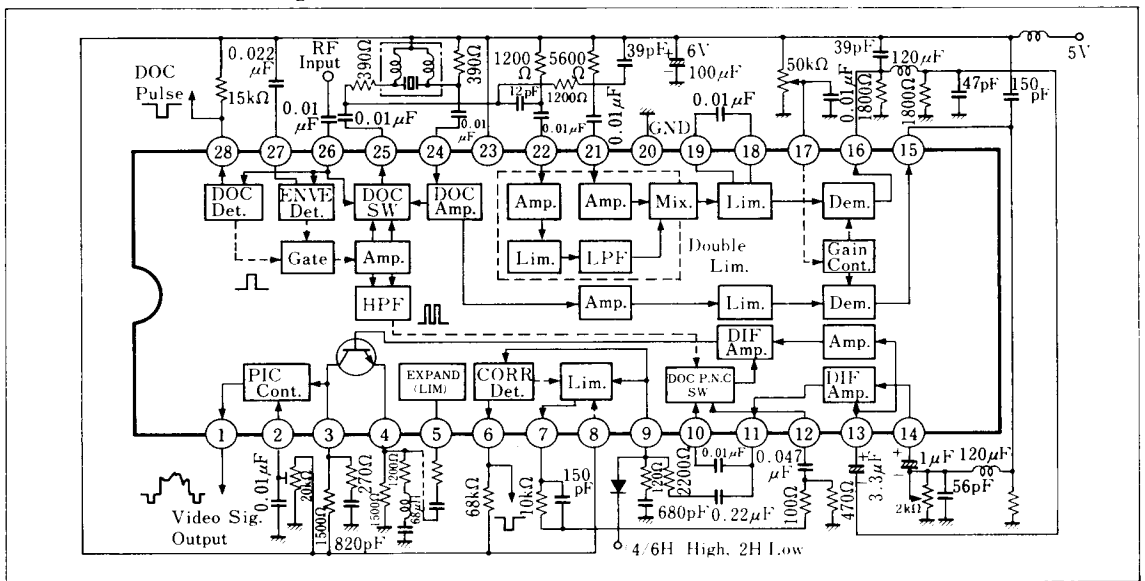 DOC
Pulse
15kΩ
0.022
μF
RF
Input
0.01
μF
390Ω
0.01μF
390Ω
0.01
μF
12pF
1200
Ω
0.01μF
5600
Ω
1200Ω
0.01μF
39pF
6V
100μF
GND
0.01μF
50kΩ
0.01μF
39pF
120μF
1800Ω
1800Ω
47pF
150
pF
5V
28 27 26 25 24 23 22 21 20 19 18 17 16 15
DOC
Det.
ENVE
Det.
DOC
SW
DOC
Amp.
Amp.
Amp.
Mix.
Lim.
Dem.
Gate
Amp.
Lim.
LPF
Double
Lim.
Gain
Cont.
HPF
Amp.
Lim.
Dem.
PIC
Cont.
EXPAND
(LIM)
CORR
Det.
Lim.
DIF
Amp.
Amp.
DOC P.N.C
SW
DIF
Amp.
1 2 3 4 5 6 7 8 9 10 11 12 13 14
Video Sig.
Output
0.01μF
20kΩ
1500Ω
270Ω
820pF
1500Ω
1200Ω
68μH
68kΩ
10kΩ
150
pF
120Ω
2200Ω
680pF
0.01μF
0.22μF
0.047
μF
100Ω
470Ω
3.3μF
1μF
2kΩ
56pF
120μH
4/6H High, 2H Low